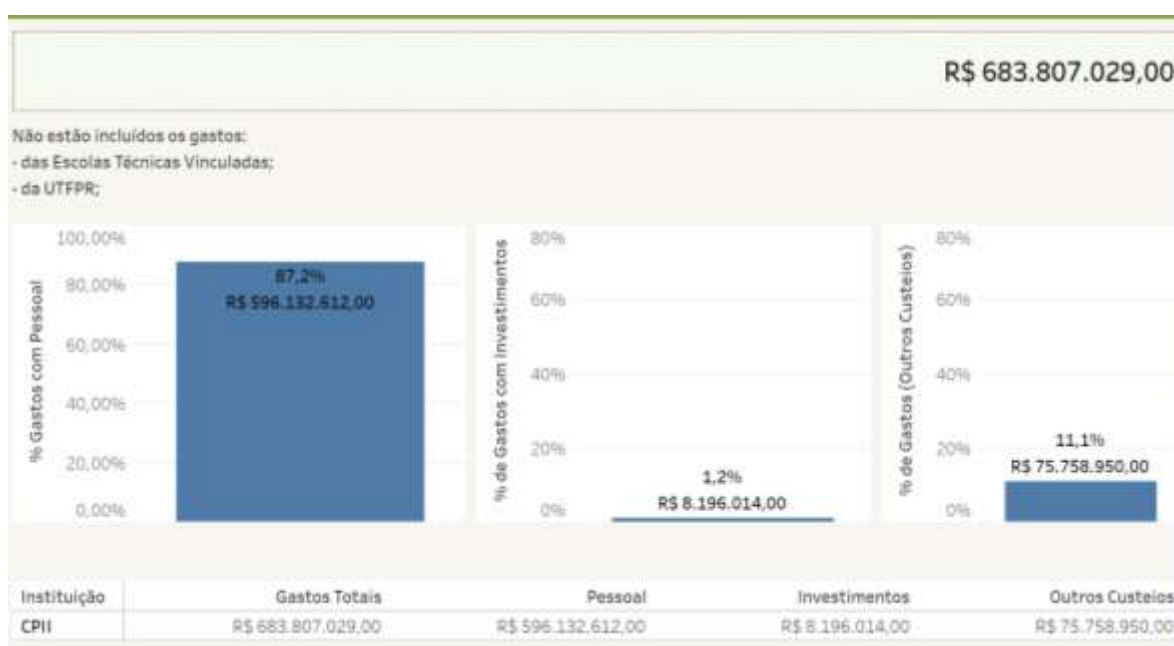 R$ 683.807.029,00
Não estão incluídos os gastos:
- das Escolas Técnicas Vinculadas;
- da UTFPR;
% Gastos com Pessoal
100,00%
80,00%
60,00%
40,00%
20,00%
0,00%
87,2%
R$ 596.132.612,00
% de Gastos com Investimentos
80%
60%
40%
20%
0%
1,2%
R$ 8.196.014,00
% de Gastos (Outros Custeios)
80%
60%
40%
20%
0%
11,1%
R$ 75.758.950,00
Instituição Gastos Totais Pessoal Investimentos Outros Custeios
CPII R$ 683.807.029,00 R$ 596.132.612,00 R$ 8.196.014,00 R$ 75.758.950,00